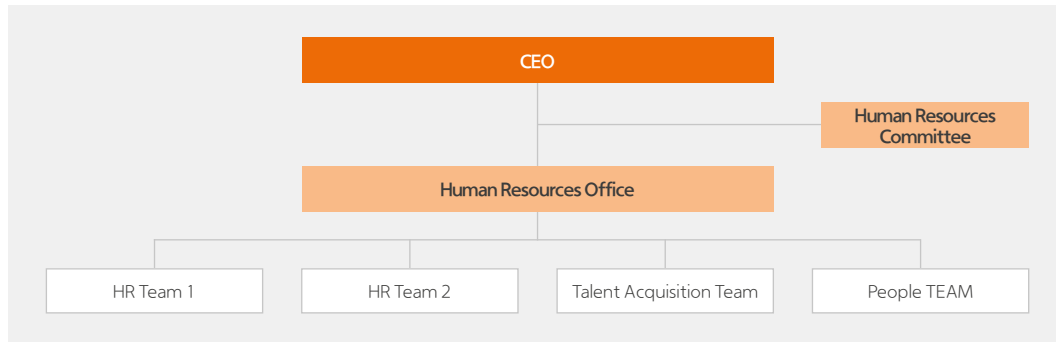 CEO
Human Resources
Committee
Human Resources Office
HR Team 1
HR Team 2
Talent Acquisition Team
People TEAM